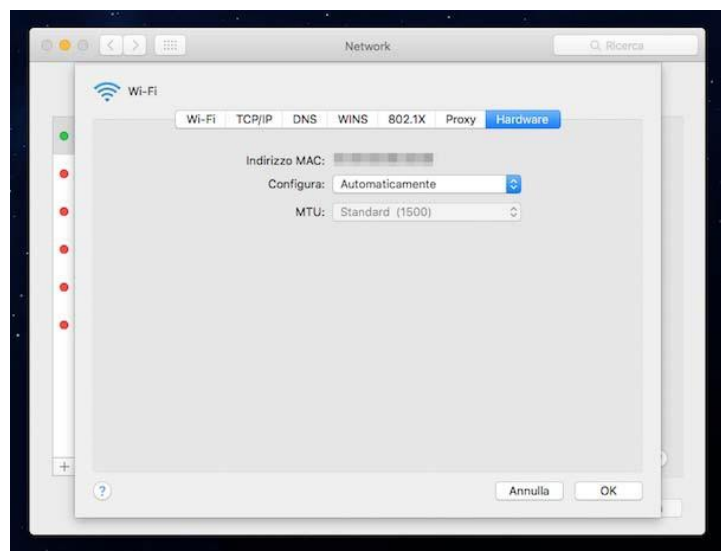 Network
Ricerca
Wi-Fi
Wi-Fi TCP/IP DNS WINS 802.1X Proxy Hardware
Indirizzo MAC:
Configura: Automaticamente
MTU: Standard (1500)
+
? Annulla OK